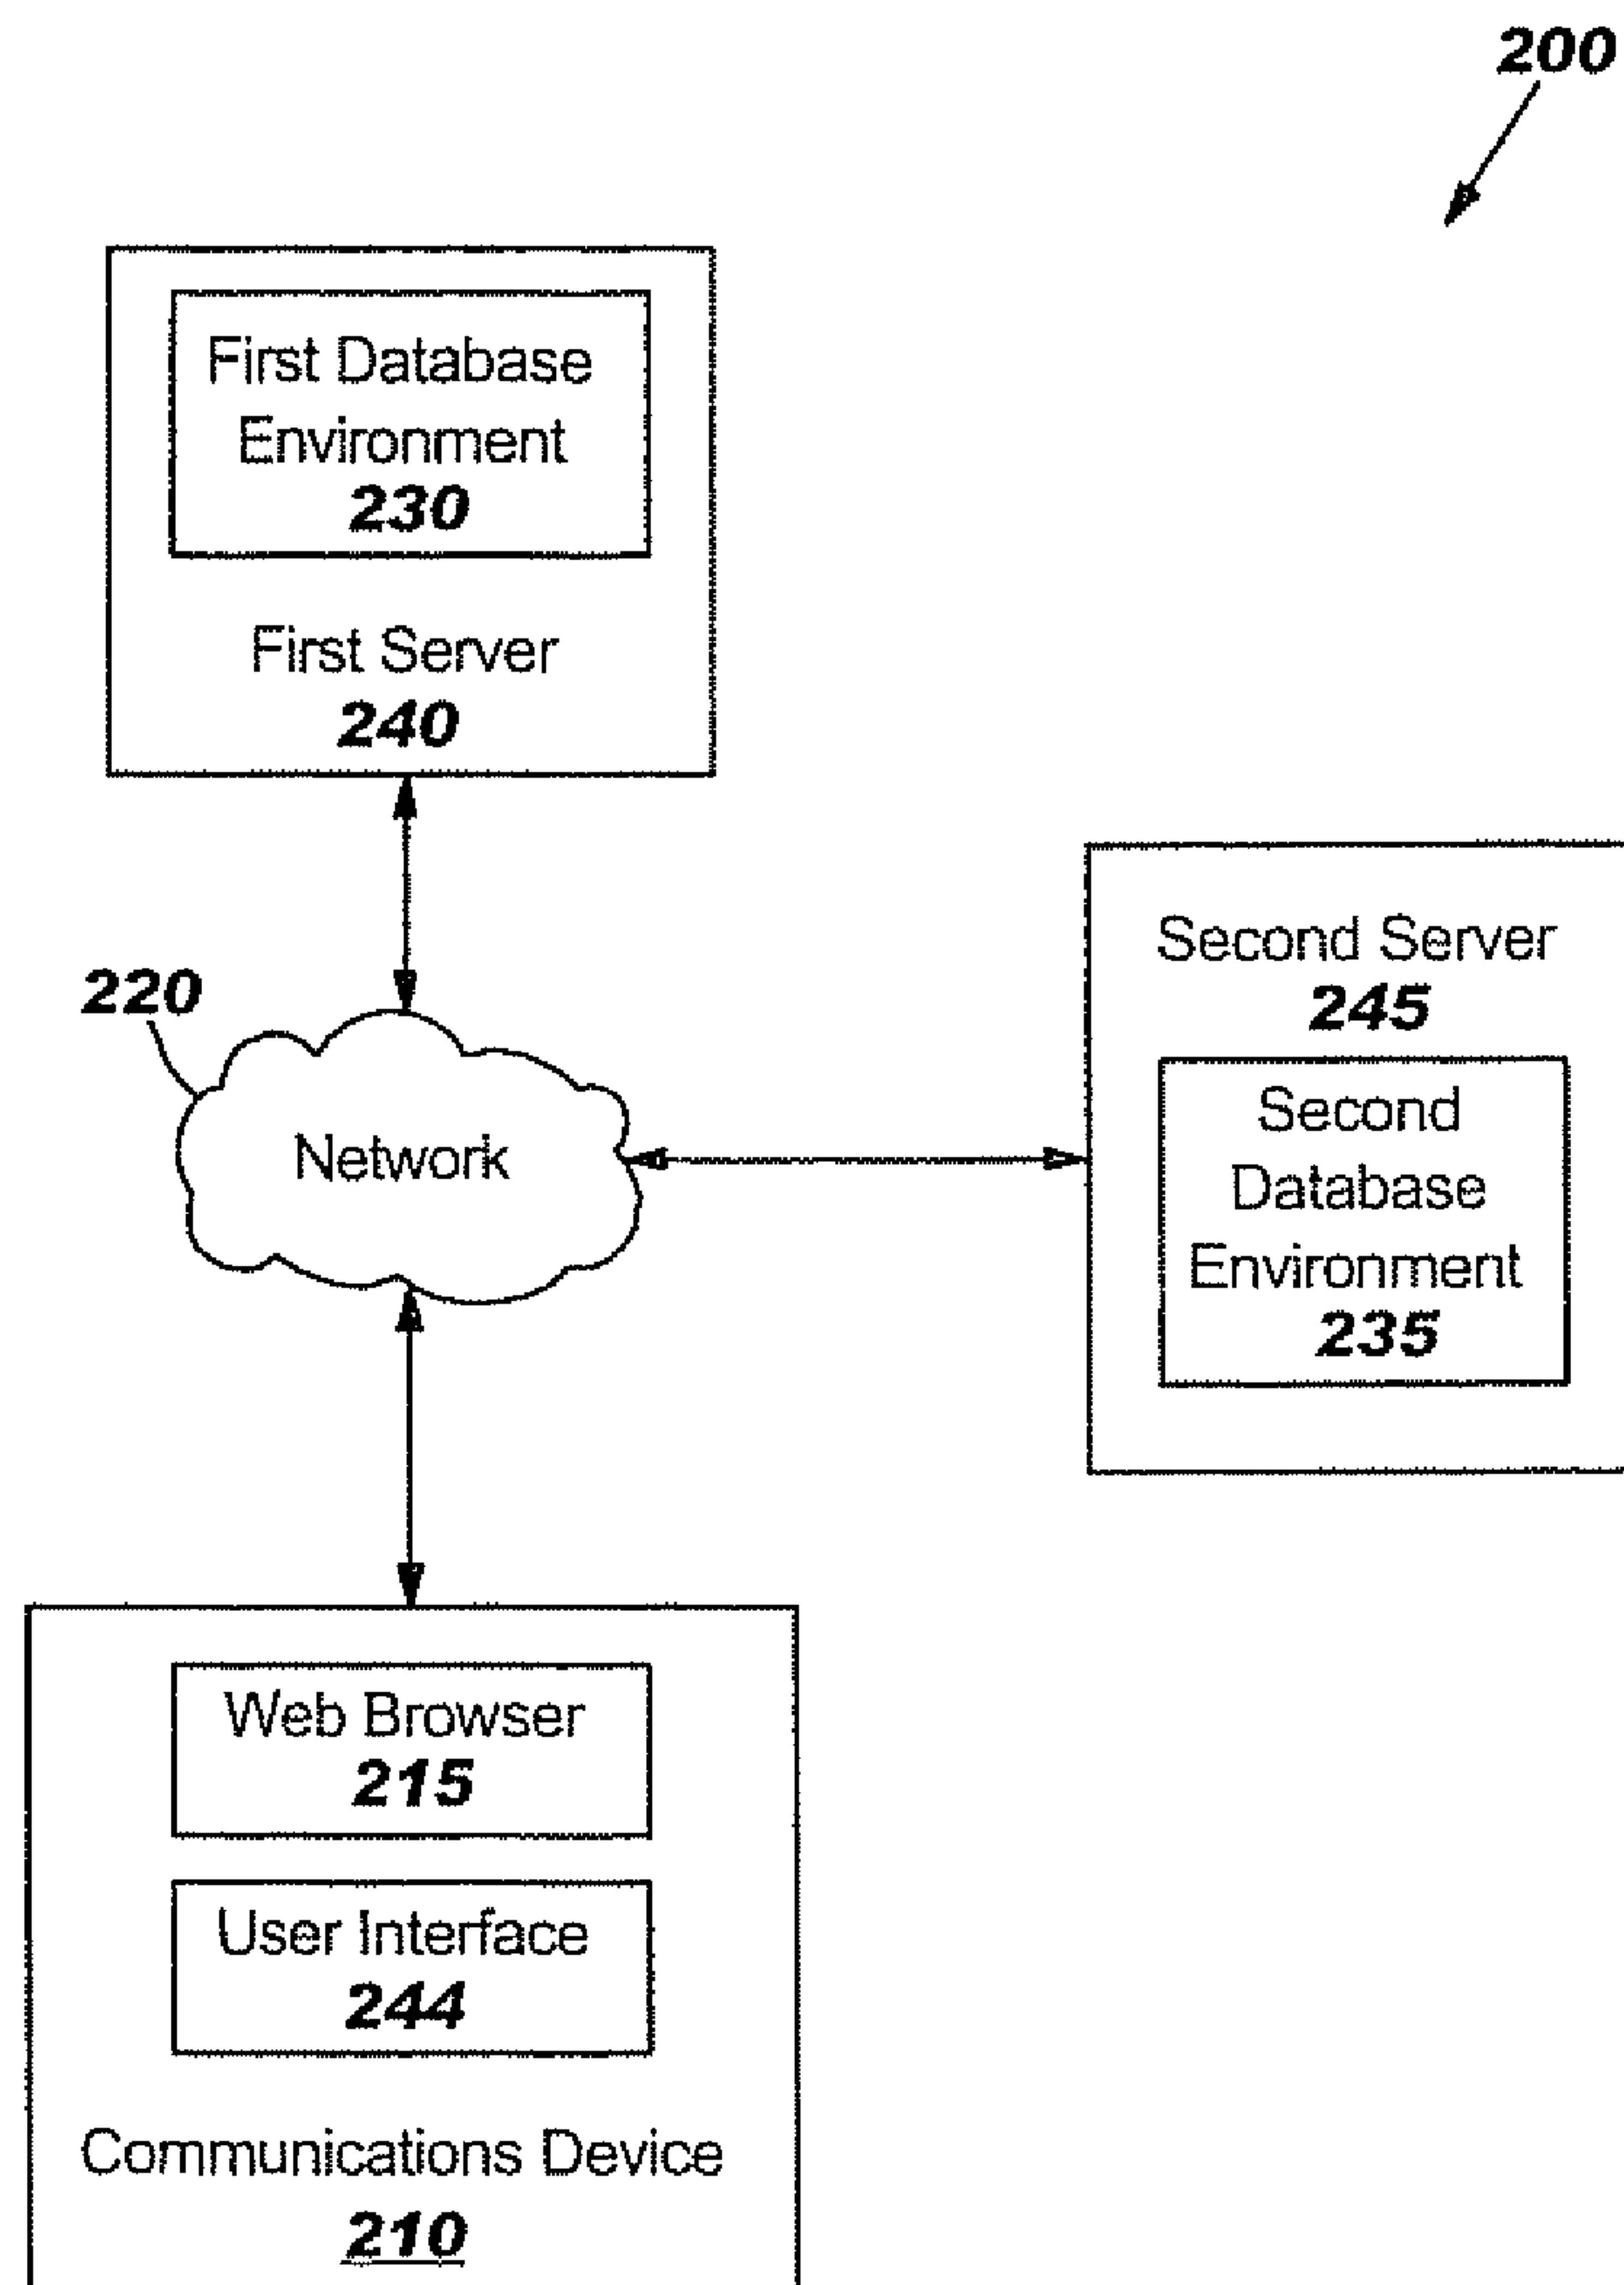 200
First Database
Environment
230
First Server
240
220
Network
Second Server
245
Second
Database
Environment
235
Web Browser
215
User Interface
244
Communications Device
210